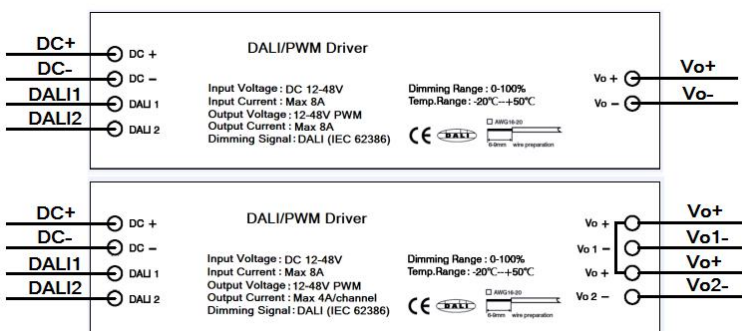 DALI/PWM Driver
DC+ DC + Vo + Vo+
DC- DC − Vo − Vo-
DALI1 DALI 1
DALI2 DALI 2
Input Voltage : DC 12-48V
Input Current : Max 8A
Output Voltage : 12-48V PWM
Output Current : Max 8A
Dimming Signal : DALI (IEC 62386)
Dimming Range : 0-100%
Temp.Range : -20°C--+50°C
CE DALI AWG16-20
6-9mm wire preparation
DALI/PWM Driver
DC+ DC + Vo + Vo+
DC- DC − Vo 1 − Vo1-
DALI1 DALI 1 Vo + Vo+
DALI2 DALI 2 Vo 2 − Vo2-
Input Voltage : DC 12-48V
Input Current : Max 8A
Output Voltage : 12-48V PWM
Output Current : Max 4A/channel
Dimming Signal : DALI (IEC 62386)
Dimming Range : 0-100%
Temp.Range : -20°C--+50°C
CE DALI AWG16-20
wire preparation